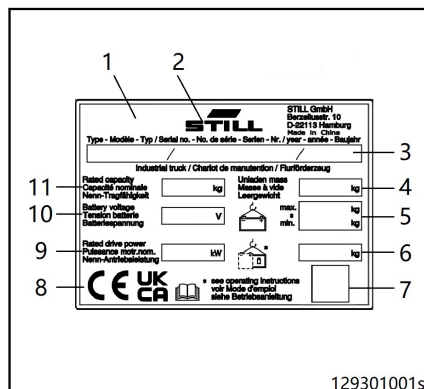 1
2
STILL
STILL GmbH
Berzeliusstr. 10
D-22113 Hamburg
Made in China
Type - Modèle - Typ / Serial no. - No. de série - Serien - Nr. / year - année - Baujahr
/ /
3
Industrial truck / Chariot de manutention / Flurförderzeug
11
Rated capacity
Capacité nominale
Nenn-Tragfähigkeit
kg
Unladen mass
Masse à vide
Leergewicht
kg
4
10
Battery voltage
Tension batterie
Batteriespannung
V
max.
*
min.
kg
kg
5
9
Rated drive power
Puissance motr.nom.
Nenn-Antriebsleistung
kW
*
kg
6
8
CE UK
CA
* see operating instructions
voir Mode d'emploi
siehe Betriebsanleitung
7
129301001s